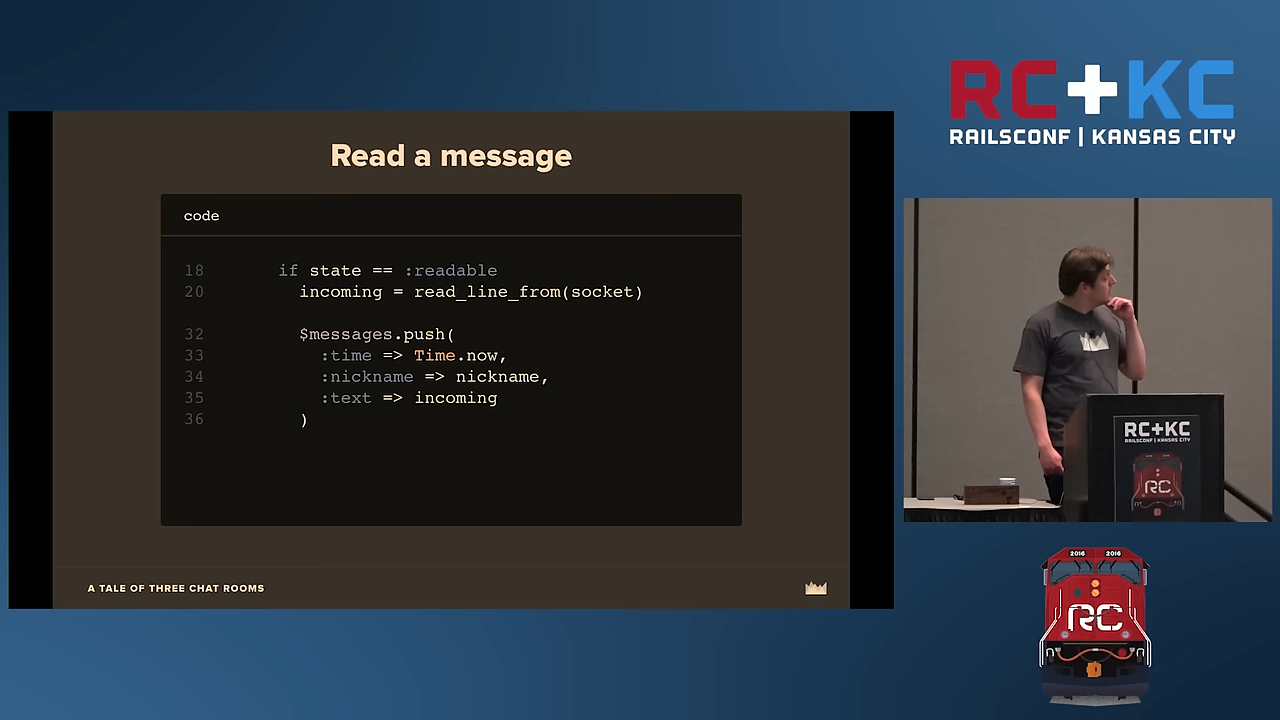 Read a message
code
18 if state == :readable
20 incoming = read_line_from(socket)
32 $messages.push(
33 :time => Time.now,
34 :nickname => nickname,
35 :text => incoming
36 )
A TALE OF THREE CHAT ROOMS
RC+KC
RAILSCONF | KANSAS CITY
RC+KC
RAILSCONF | KANSAS CITY
RC
2016 2016
RC